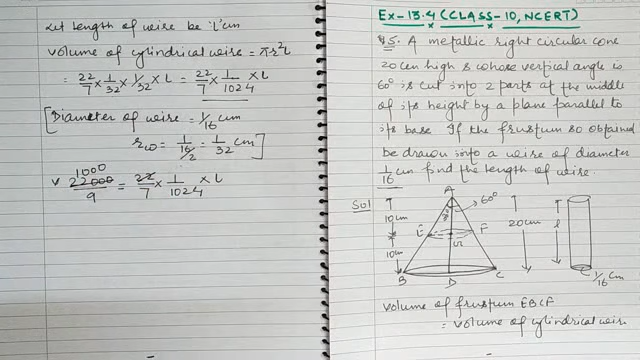 Let Length of wire be 'L' cm
volume of cylindrical wire = πr²L
= 22/7 × 1/32 × 1/32 × L = 22/7 × 1/1024 × L
[Diameter of wire = 1/16 cm
r = 1/16/2 = 1/32 cm]
1000
22000/9 = 22/7 × 1/1024 × L
Ex-13.4 (CLASS-10, NCERT)
Q5. A metallic right circular cone
20cm high & whose vertical angle is
60° is cut into 2 parts at the middle
of its height by a plane parallel to
its base If the frustum so obtained
be drawn into a wire of diameter
1/16 cm find the length of wire.
Sol
A
60°
10cm
E
F
G
10cm
B
D
C
20cm
l
1/16 cm
volume of frustum EBCF
= volume of cylindrical wire